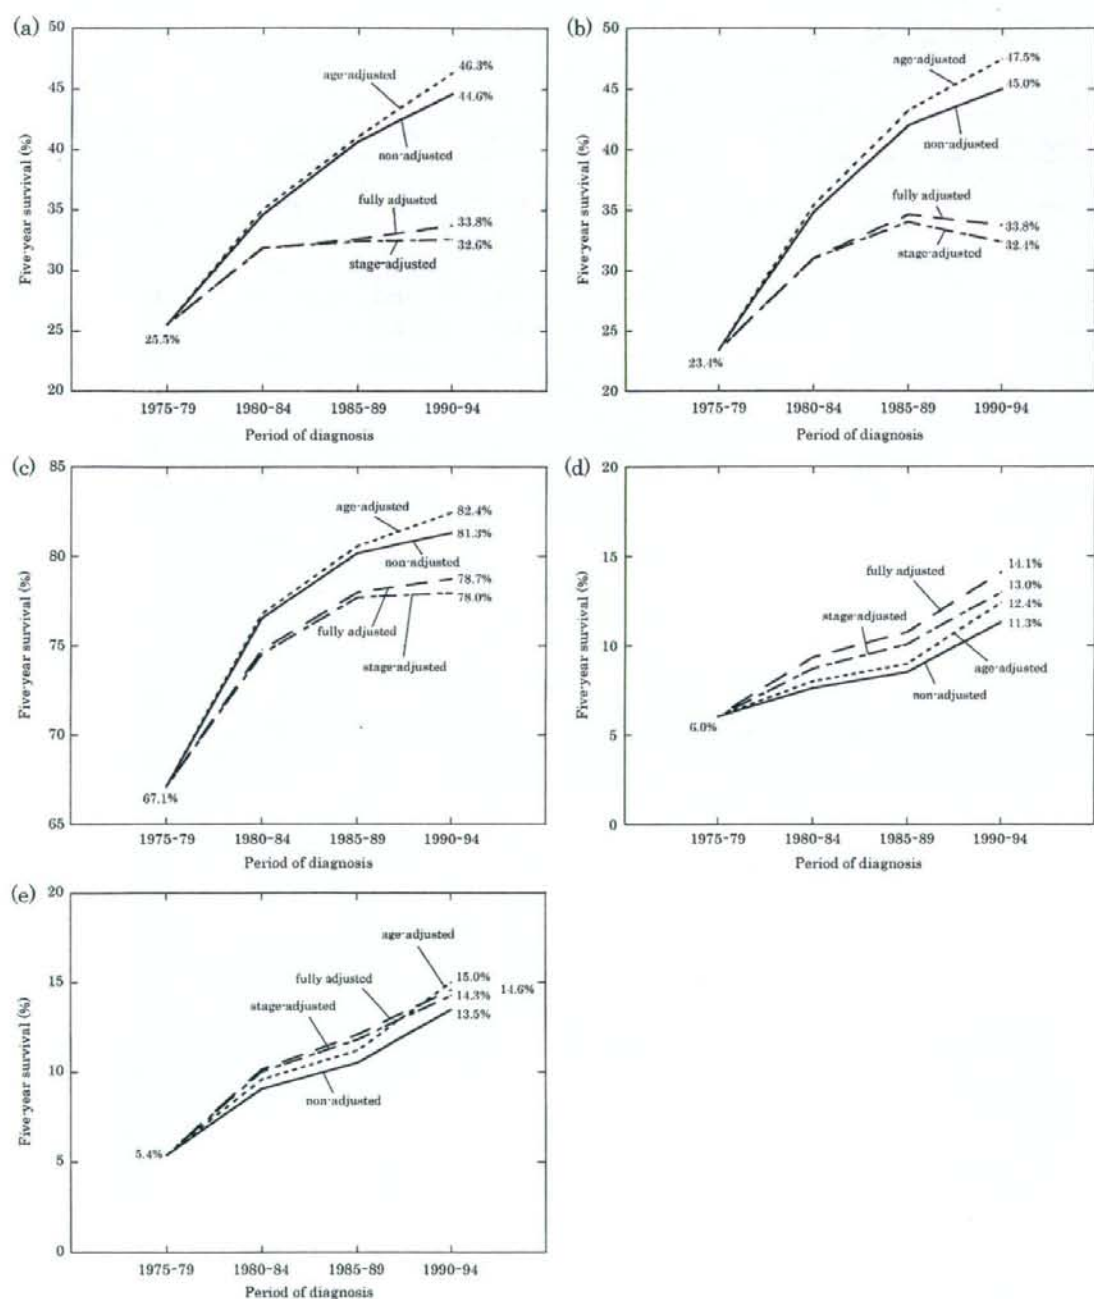 (a)
50
45
40
35
30
25
20
Five-year survival (%)
age-adjusted
46.3%
44.6%
non-adjusted
fully adjusted
33.8%
32.6%
stage-adjusted
25.5%
1975-79 1980-84 1985-89 1990-94
Period of diagnosis
(b)
50
45
40
35
30
25
20
Five-year survival (%)
age-adjusted
47.5%
45.0%
non-adjusted
fully adjusted
33.8%
32.4%
stage-adjusted
23.4%
1975-79 1980-84 1985-89 1990-94
Period of diagnosis
(c)
85
80
75
70
65
Five-year survival (%)
age-adjusted
82.4%
81.3%
non-adjusted
78.7%
78.0%
fully adjusted
stage-adjusted
67.1%
1975-79 1980-84 1985-89 1990-94
Period of diagnosis
(d)
20
15
10
5
0
Five-year survival (%)
fully adjusted
14.1%
13.0%
12.4%
11.3%
stage-adjusted
age-adjusted
non-adjusted
6.0%
1975-79 1980-84 1985-89 1990-94
Period of diagnosis
(e)
20
15
10
5
0
Five-year survival (%)
age-adjusted
fully adjusted
15.0%
14.3% 14.6%
13.5%
stage-adjusted
non-adjusted
5.4%
1975-79 1980-84 1985-89 1990-94
Period of diagnosis